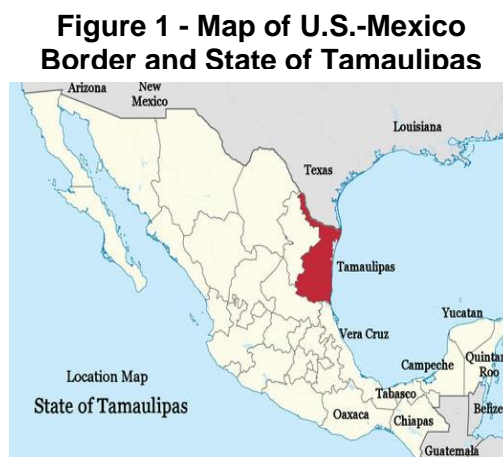 Figure 1 - Map of U.S.-Mexico
Border and State of Tamaulipas
Arizona
New
Mexico
Louisiana
Texas
Tamaulipas
Yucatan
Vera Cruz
Campeche
Quintan
Roo
Location Map
Tabasco
State of Tamaulipas
Belize
Oaxaca
Chiapas
Guatemala